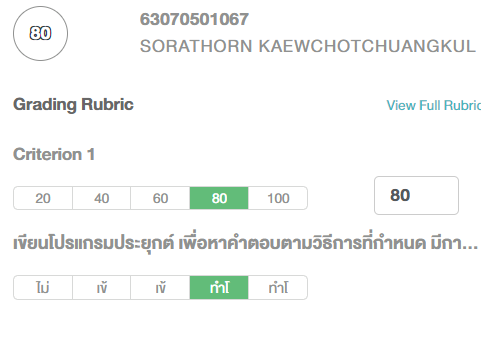 80
63070501067
SORATHORN KAEWCHOTCHUANGKUL
Grading Rubric
View Full Rubric
Criterion 1
20 40 60 80 100
80
เขียนโปรแกรมประยุกต์ เพื่อหาคำตอบตามวิธีการที่กำหนด มีกา...
ไม่ เข้ เข้ ทำโ ทำโ